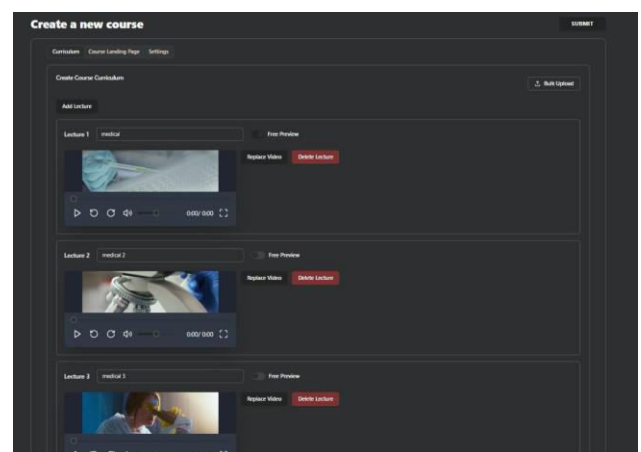 Create a new course
SUBMIT
Curriculum Course Landing Page Settings
Create Course Curriculum
Bulk Upload
Add Lecture
Lecture 1 medical Free Preview
Replace Video Delete Lecture
0:00/ 0:00
Lecture 2 medical 2 Free Preview
Replace Video Delete Lecture
0:00/ 0:00
Lecture 3 medical 3 Free Preview
Replace Video Delete Lecture